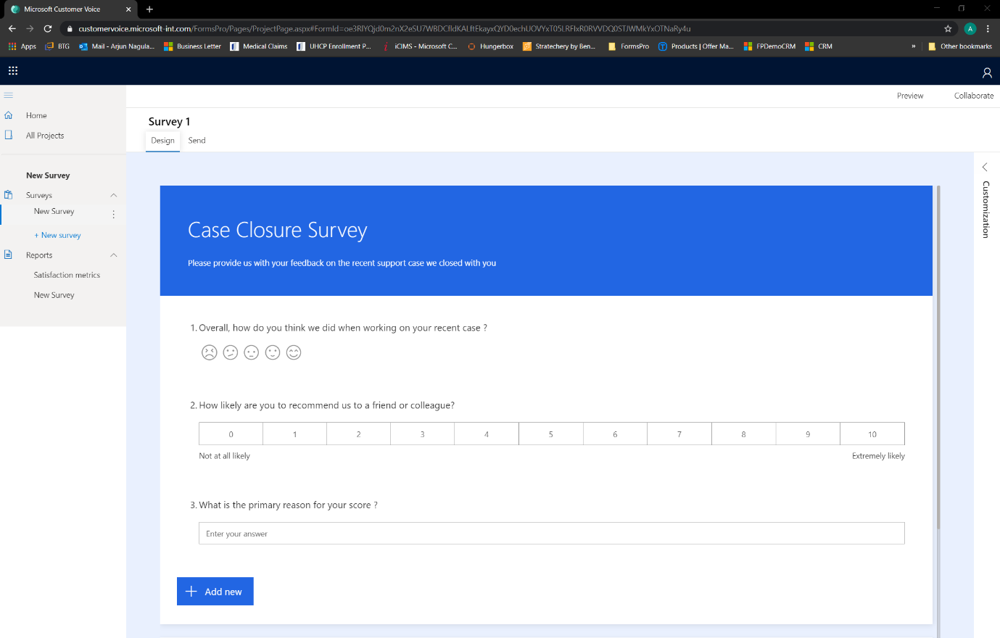 Microsoft Customer Voice
customervoice.microsoft-int.com/FormsPro/Pages/ProjectPage.aspx#FormId=
Apps BTG Mail - Arjun Nagula... Business Letter Medical Claims UHCP Enrollment P... iCIMS - Microsoft C... Hungerbox Stratechery by Ben... FormsPro Products | Offer Ma... FPDemoCRM CRM » Other bookmarks
Preview Collaborate
Home
All Projects
Survey 1
Design Send
New Survey
Surveys
New Survey
+ New survey
Reports
Satisfaction metrics
New Survey
Customization
Case Closure Survey
Please provide us with your feedback on the recent support case we closed with you
1. Overall, how do you think we did when working on your recent case ?
2. How likely are you to recommend us to a friend or colleague?
0 1 2 3 4 5 6 7 8 9 10
Not at all likely Extremely likely
3. What is the primary reason for your score ?
Enter your answer
+ Add new